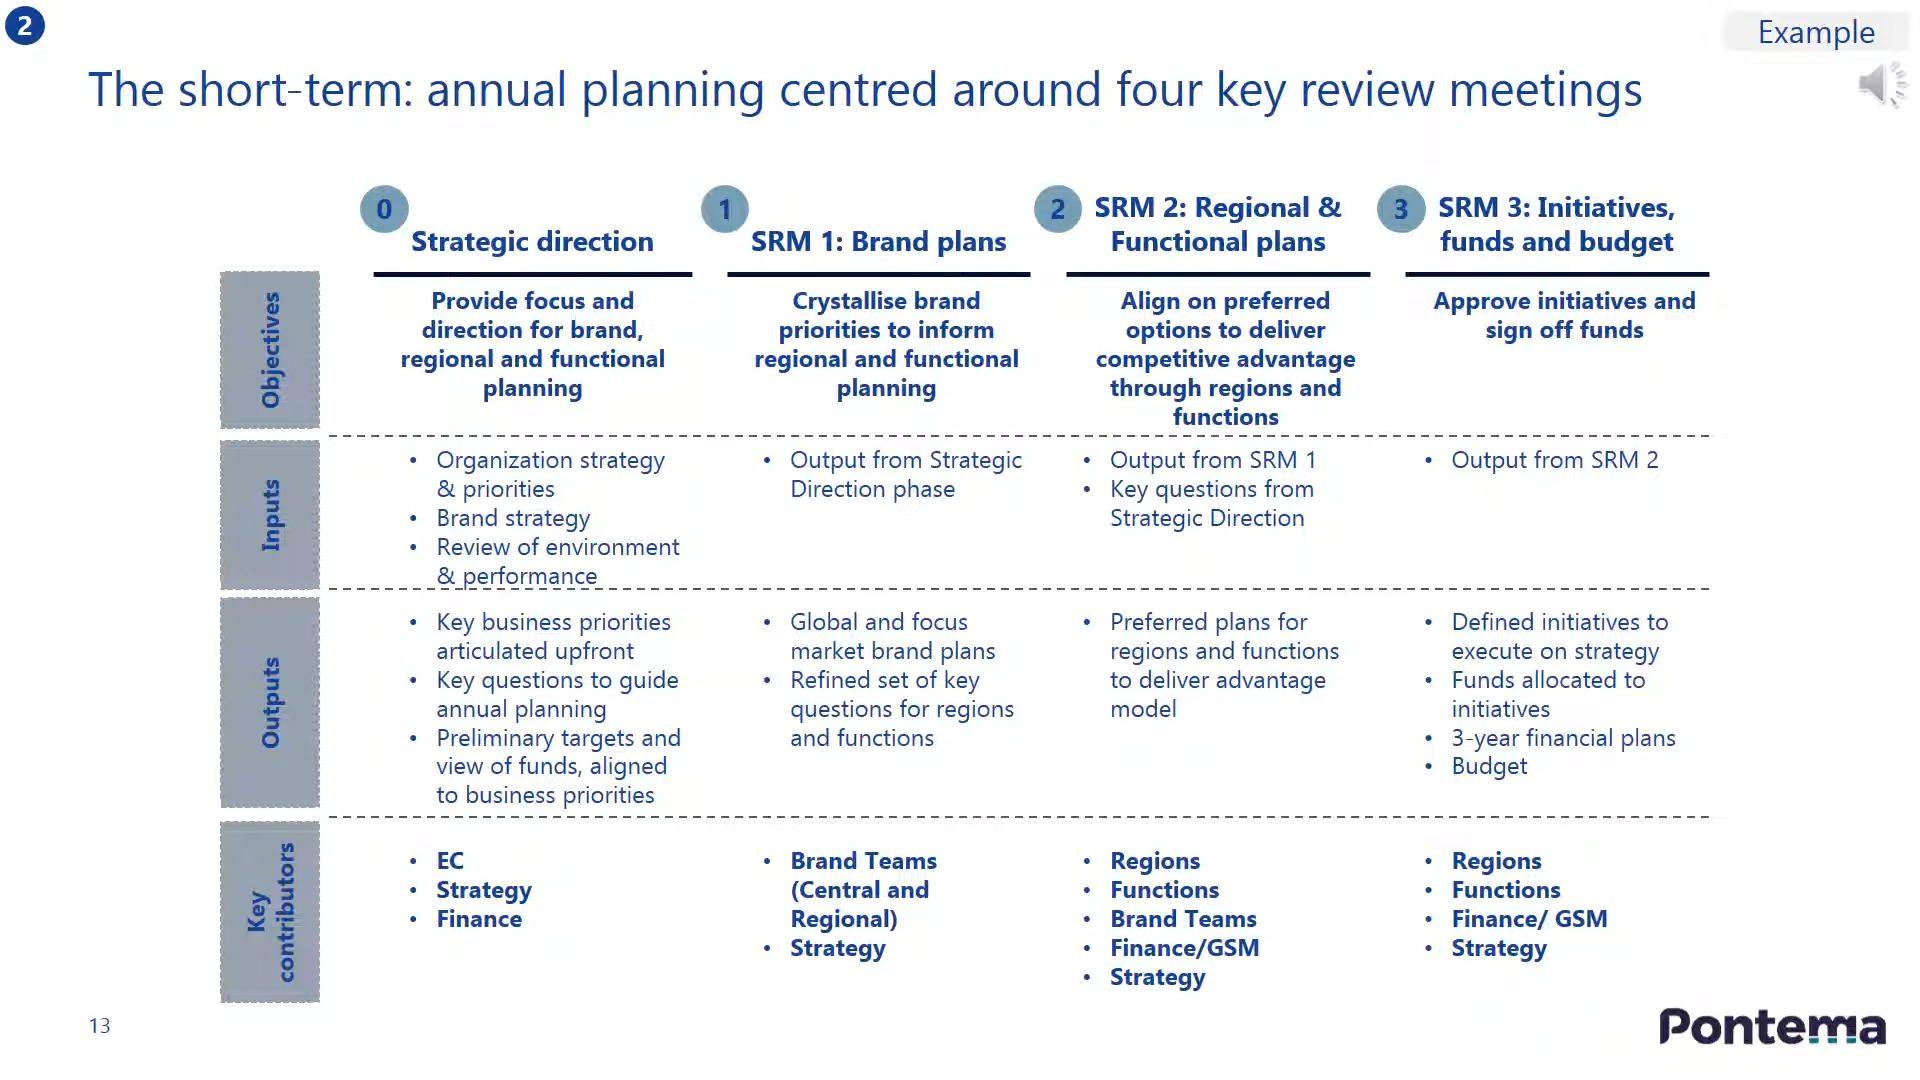 2
Example
The short-term: annual planning centred around four key review meetings
0
Strategic direction
1
SRM 1: Brand plans
2
SRM 2: Regional &
Functional plans
3
SRM 3: Initiatives,
funds and budget
Objectives
Provide focus and
direction for brand,
regional and functional
planning
Crystallise brand
priorities to inform
regional and functional
planning
Align on preferred
options to deliver
competitive advantage
through regions and
functions
Approve initiatives and
sign off funds
Inputs
• Organization strategy
& priorities
• Brand strategy
• Review of environment
& performance
• Output from Strategic
Direction phase
• Output from SRM 1
• Key questions from
Strategic Direction
• Output from SRM 2
Outputs
• Key business priorities
articulated upfront
• Key questions to guide
annual planning
• Preliminary targets and
view of funds, aligned
to business priorities
• Global and focus
market brand plans
• Refined set of key
questions for regions
and functions
• Preferred plans for
regions and functions
to deliver advantage
model
• Defined initiatives to
execute on strategy
• Funds allocated to
initiatives
• 3-year financial plans
• Budget
Key
contributors
• EC
• Strategy
• Finance
• Brand Teams
(Central and
Regional)
• Strategy
• Regions
• Functions
• Brand Teams
• Finance/GSM
• Strategy
• Regions
• Functions
• Finance/ GSM
• Strategy
13
Pontema